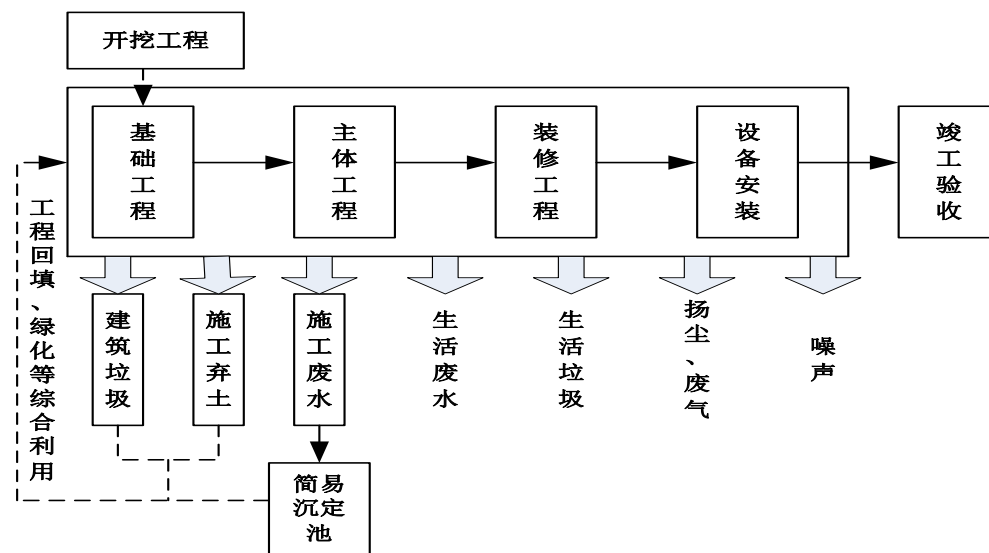 开挖工程
基础工程
主体工程
装修工程
设备安装
竣工验收
工程回填、绿化等综合利用
建筑垃圾
施工弃土
施工废水
生活废水
生活垃圾
扬尘、废气
噪声
简易
沉定
池